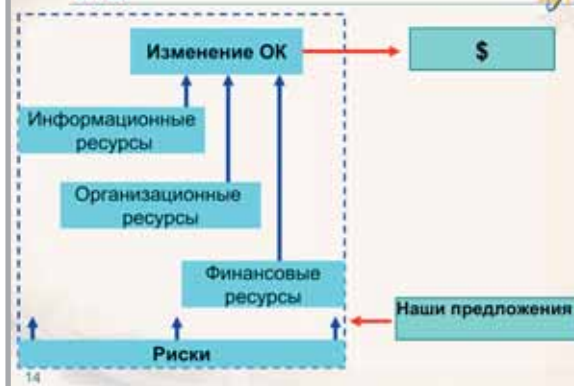 Изменение ОК
$
Информационные
ресурсы
Организационные
ресурсы
Финансовые
ресурсы
Наши предложения
Риски
14